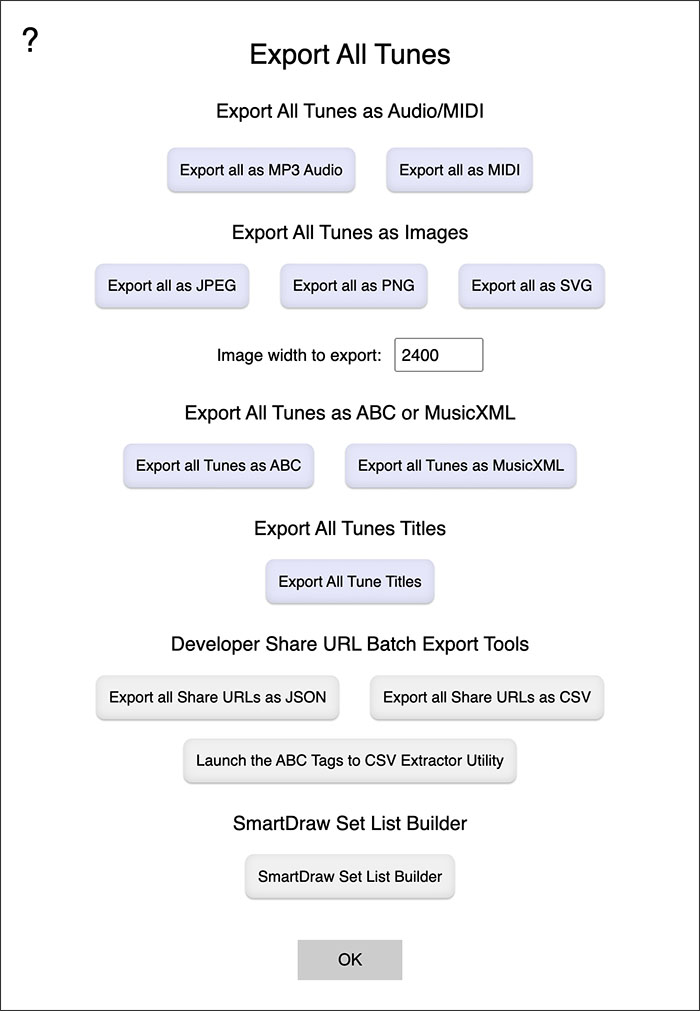 ?
Export All Tunes
Export All Tunes as Audio/MIDI
Export all as MP3 Audio Export all as MIDI
Export All Tunes as Images
Export all as JPEG Export all as PNG Export all as SVG
Image width to export: 2400
Export All Tunes as ABC or MusicXML
Export all Tunes as ABC Export all Tunes as MusicXML
Export All Tunes Titles
Export All Tune Titles
Developer Share URL Batch Export Tools
Export all Share URLs as JSON Export all Share URLs as CSV
Launch the ABC Tags to CSV Extractor Utility
SmartDraw Set List Builder
SmartDraw Set List Builder
OK